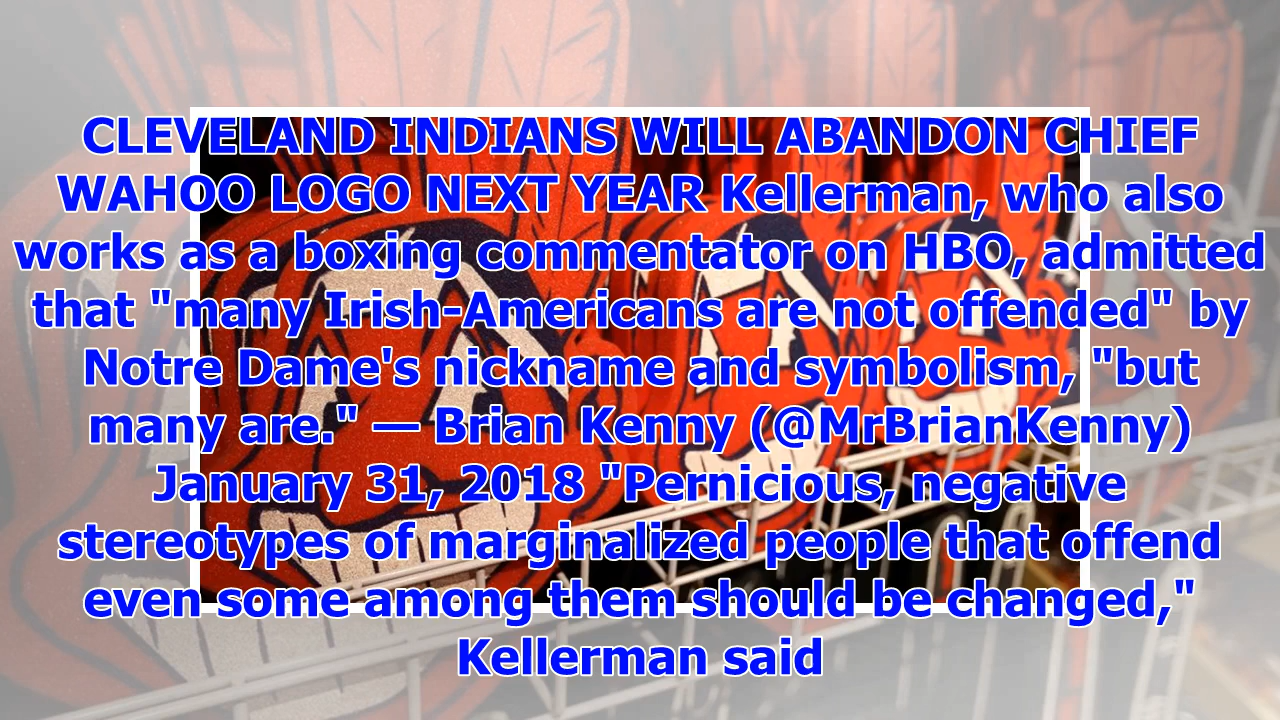 CLEVELAND INDIANS WILL ABANDON CHIEF
WAHOO LOGO NEXT YEAR Kellerman, who also
works as a boxing commentator on HBO, admitted
that "many Irish-Americans are not offended" by
Notre Dame's nickname and symbolism, "but
many are." — Brian Kenny (@MrBrianKenny)
January 31, 2018 "Pernicious, negative
stereotypes of marginalized people that offend
even some among them should be changed,"
Kellerman said